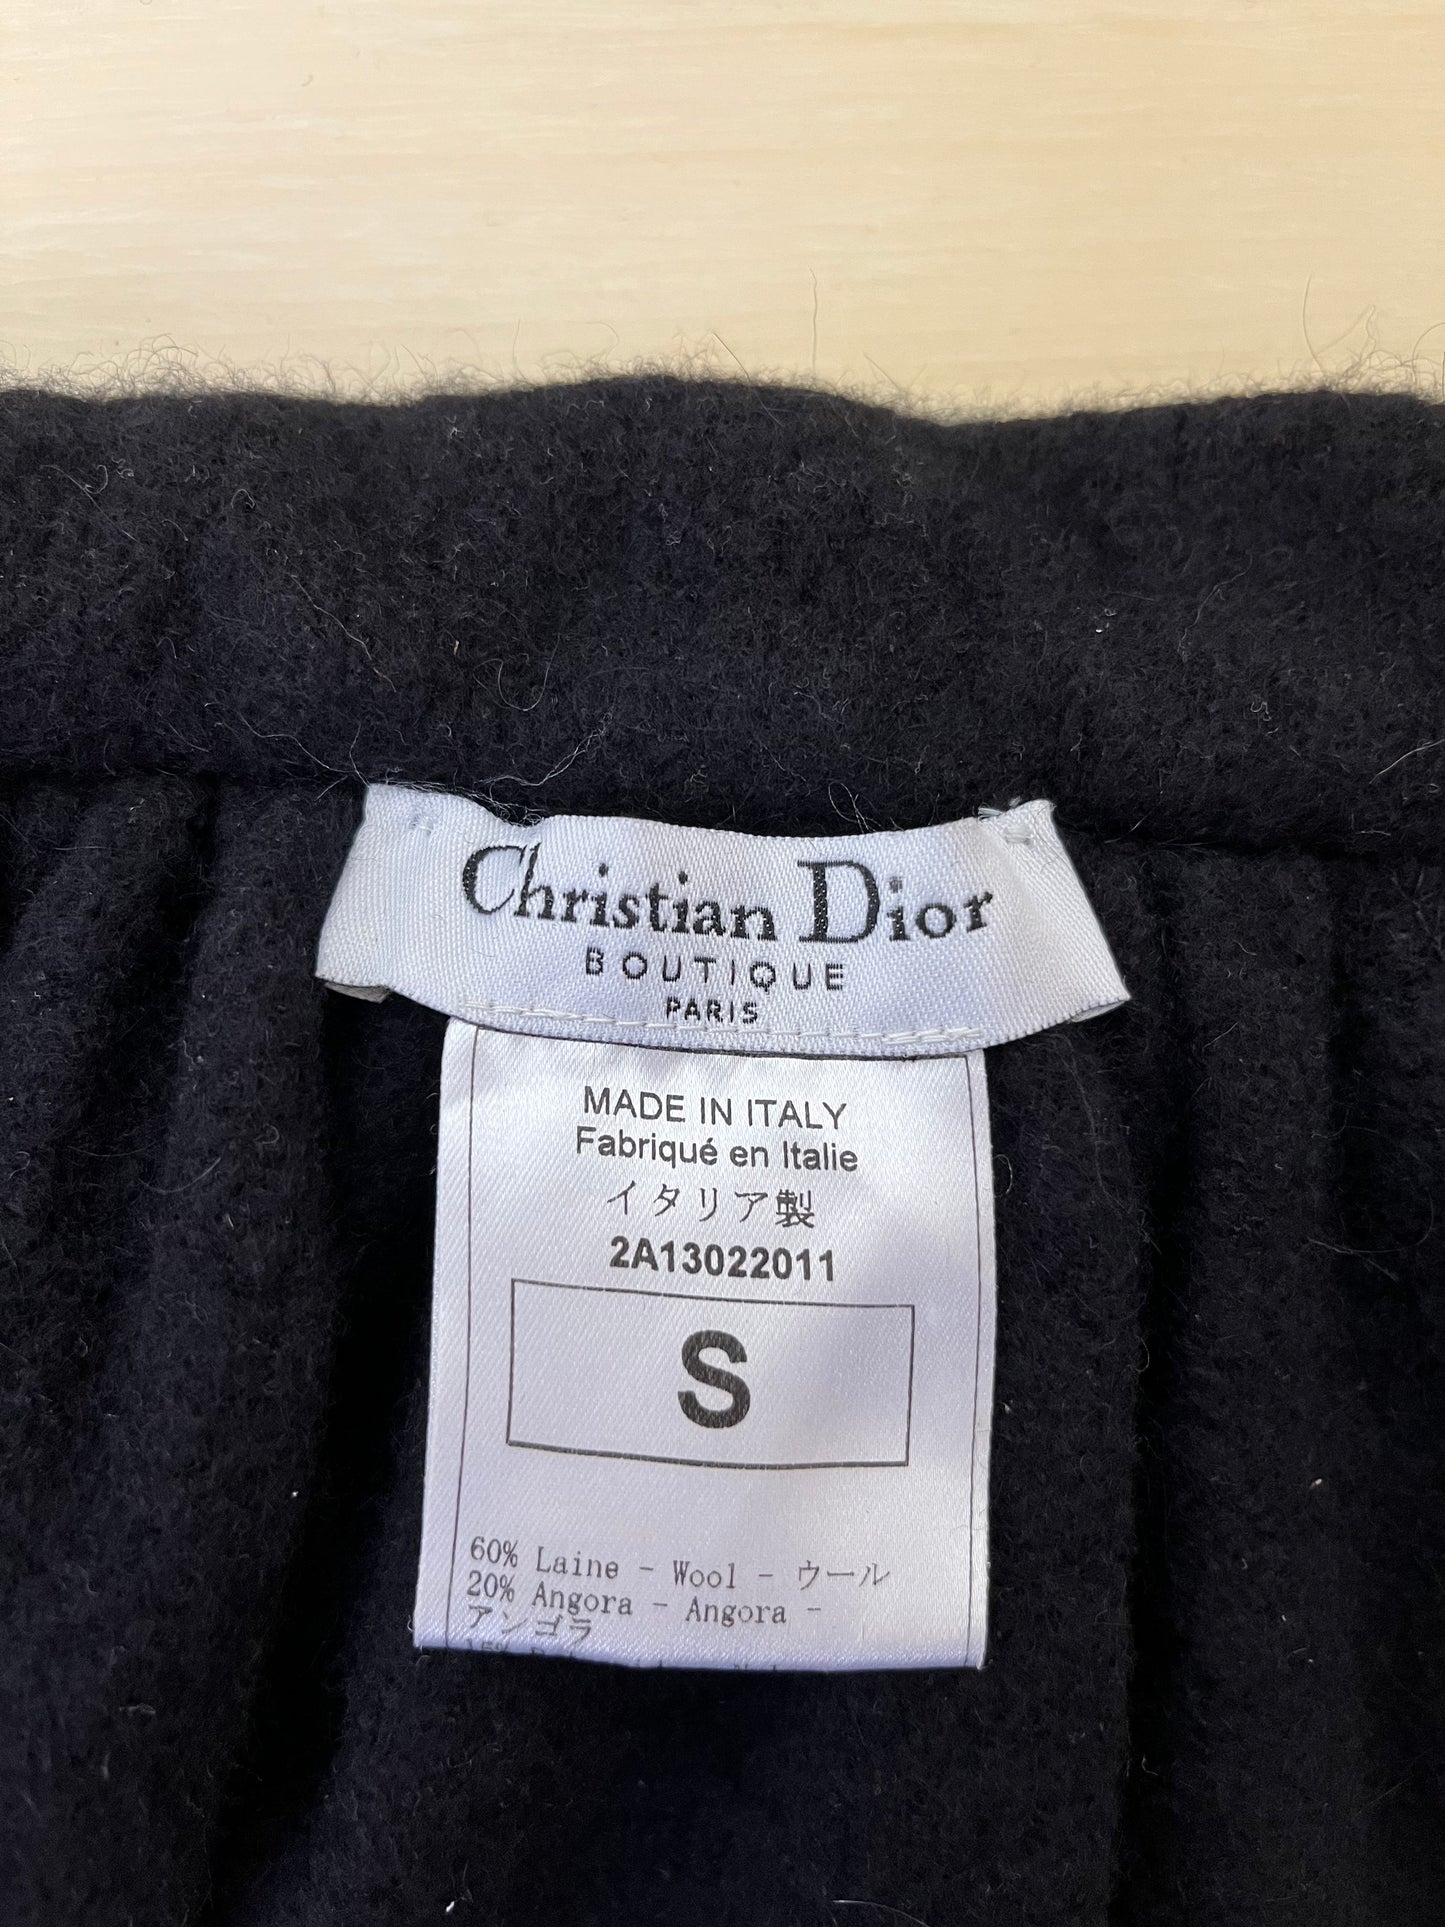 Christian Dior
BOUTIQUE
PARIS
MADE IN ITALY
Fabriqué en Italie
イタリア製
2A13022011
S
60% Laine - Wool - ウール
20% Angora - Angora -
アンゴラ
15%